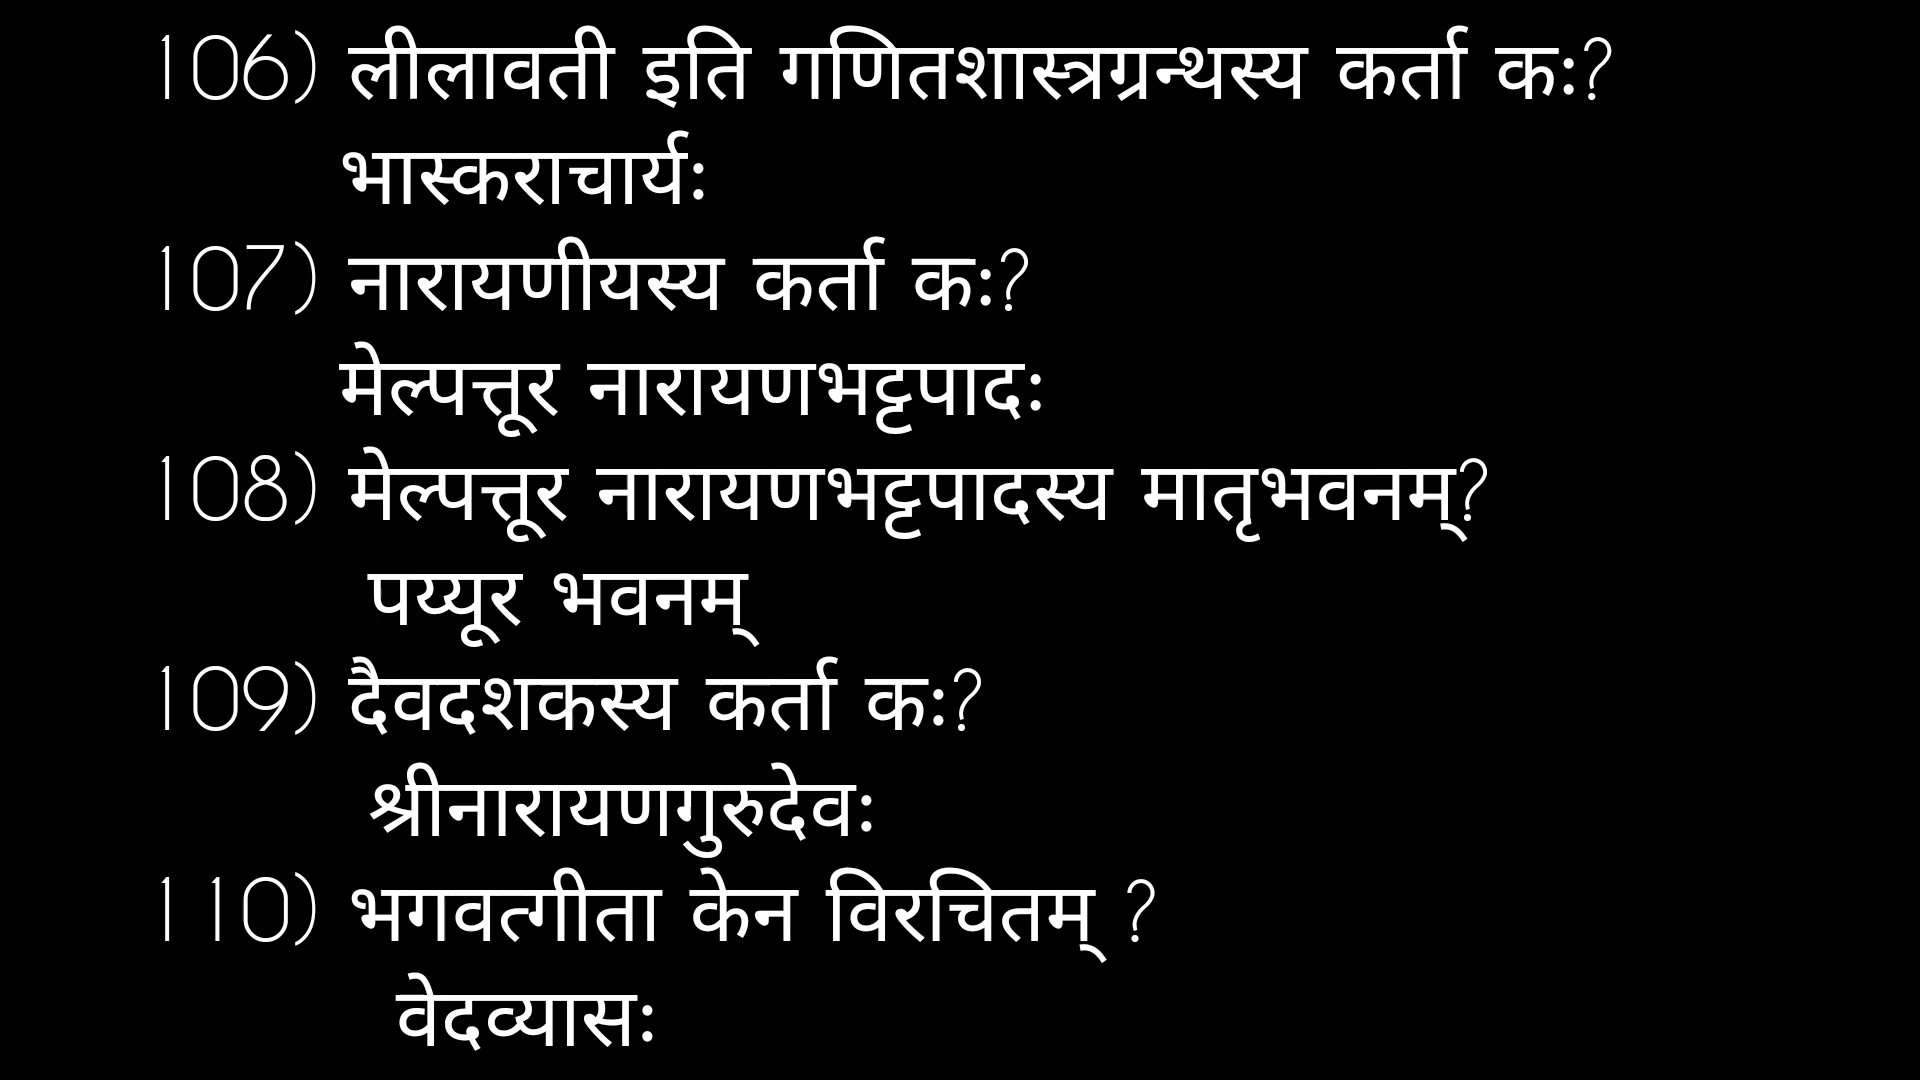 106) लीलावती इति गणितशास्त्रग्रन्थस्य कर्ता कः?
भास्कराचार्यः
107) नारायणीयस्य कर्ता कः?
मेल्पत्तूर नारायणभट्टपादः
108) मेल्पत्तूर नारायणभट्टपादस्य मातृभवनम्?
पय्यूर भवनम्
109) दैवदशकस्य कर्ता कः?
श्रीनारायणगुरुदेवः
110) भगवत्गीता केन विरचितम् ?
वेदव्यासः